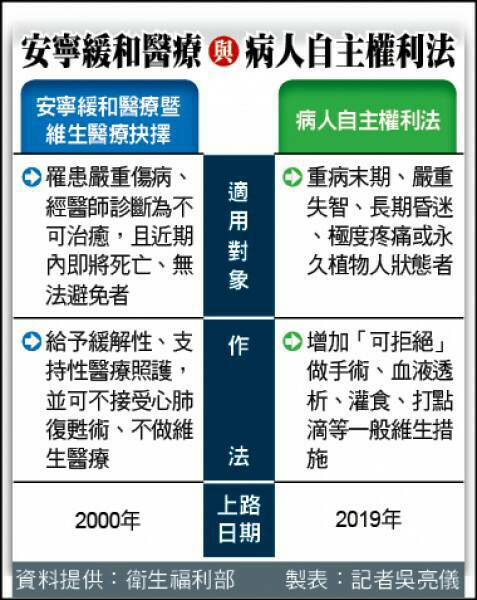 安寧緩和醫療與病人自主權利法
安寧緩和醫療暨
維生醫療抉擇
病人自主權利法
罹患嚴重傷病、
經醫師診斷為不
可治癒，且近期
內即將死亡、無
法避免者
適用對象
重病末期、嚴重
失智、長期昏迷
、極度疼痛或永
久植物人狀態者
給予緩解性、支
持性醫療照護，
並可不接受心肺
復甦術、不做維
生醫療
作法
增加「可拒絕」
做手術、血液透
析、灌食、打點
滴等一般維生措
施
2000年
上路
日期
2019年
資料提供：衛生福利部 製表：記者吳亮儀